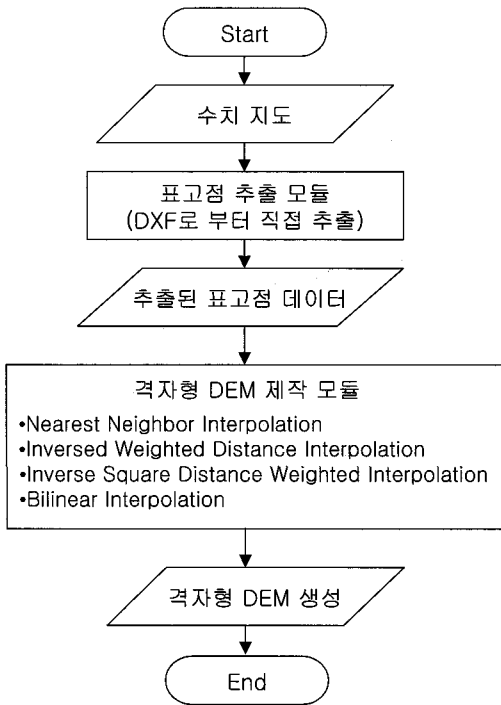 Start
수치 지도
표고점 추출 모듈
(DXF로 부터 직접 추출)
추출된 표고점 데이터
격자형 DEM 제작 모듈
•Nearest Neighbor Interpolation
•Inversed Weighted Distance Interpolation
•Inverse Square Distance Weighted Interpolation
•Bilinear Interpolation
격자형 DEM 생성
End